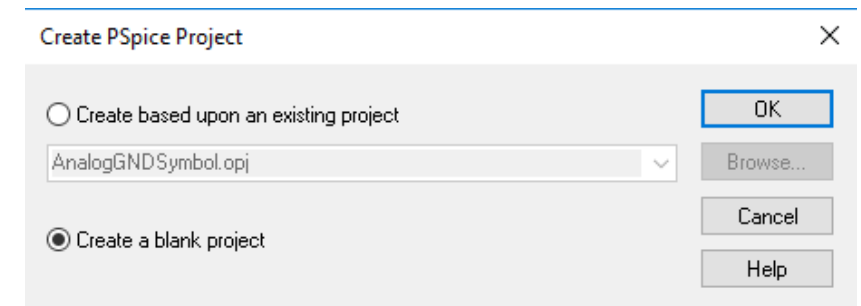 Create PSpice Project
Create based upon an existing project
OK
AnalogGNDSymbol.opj
Browse...
Cancel
Create a blank project
Help